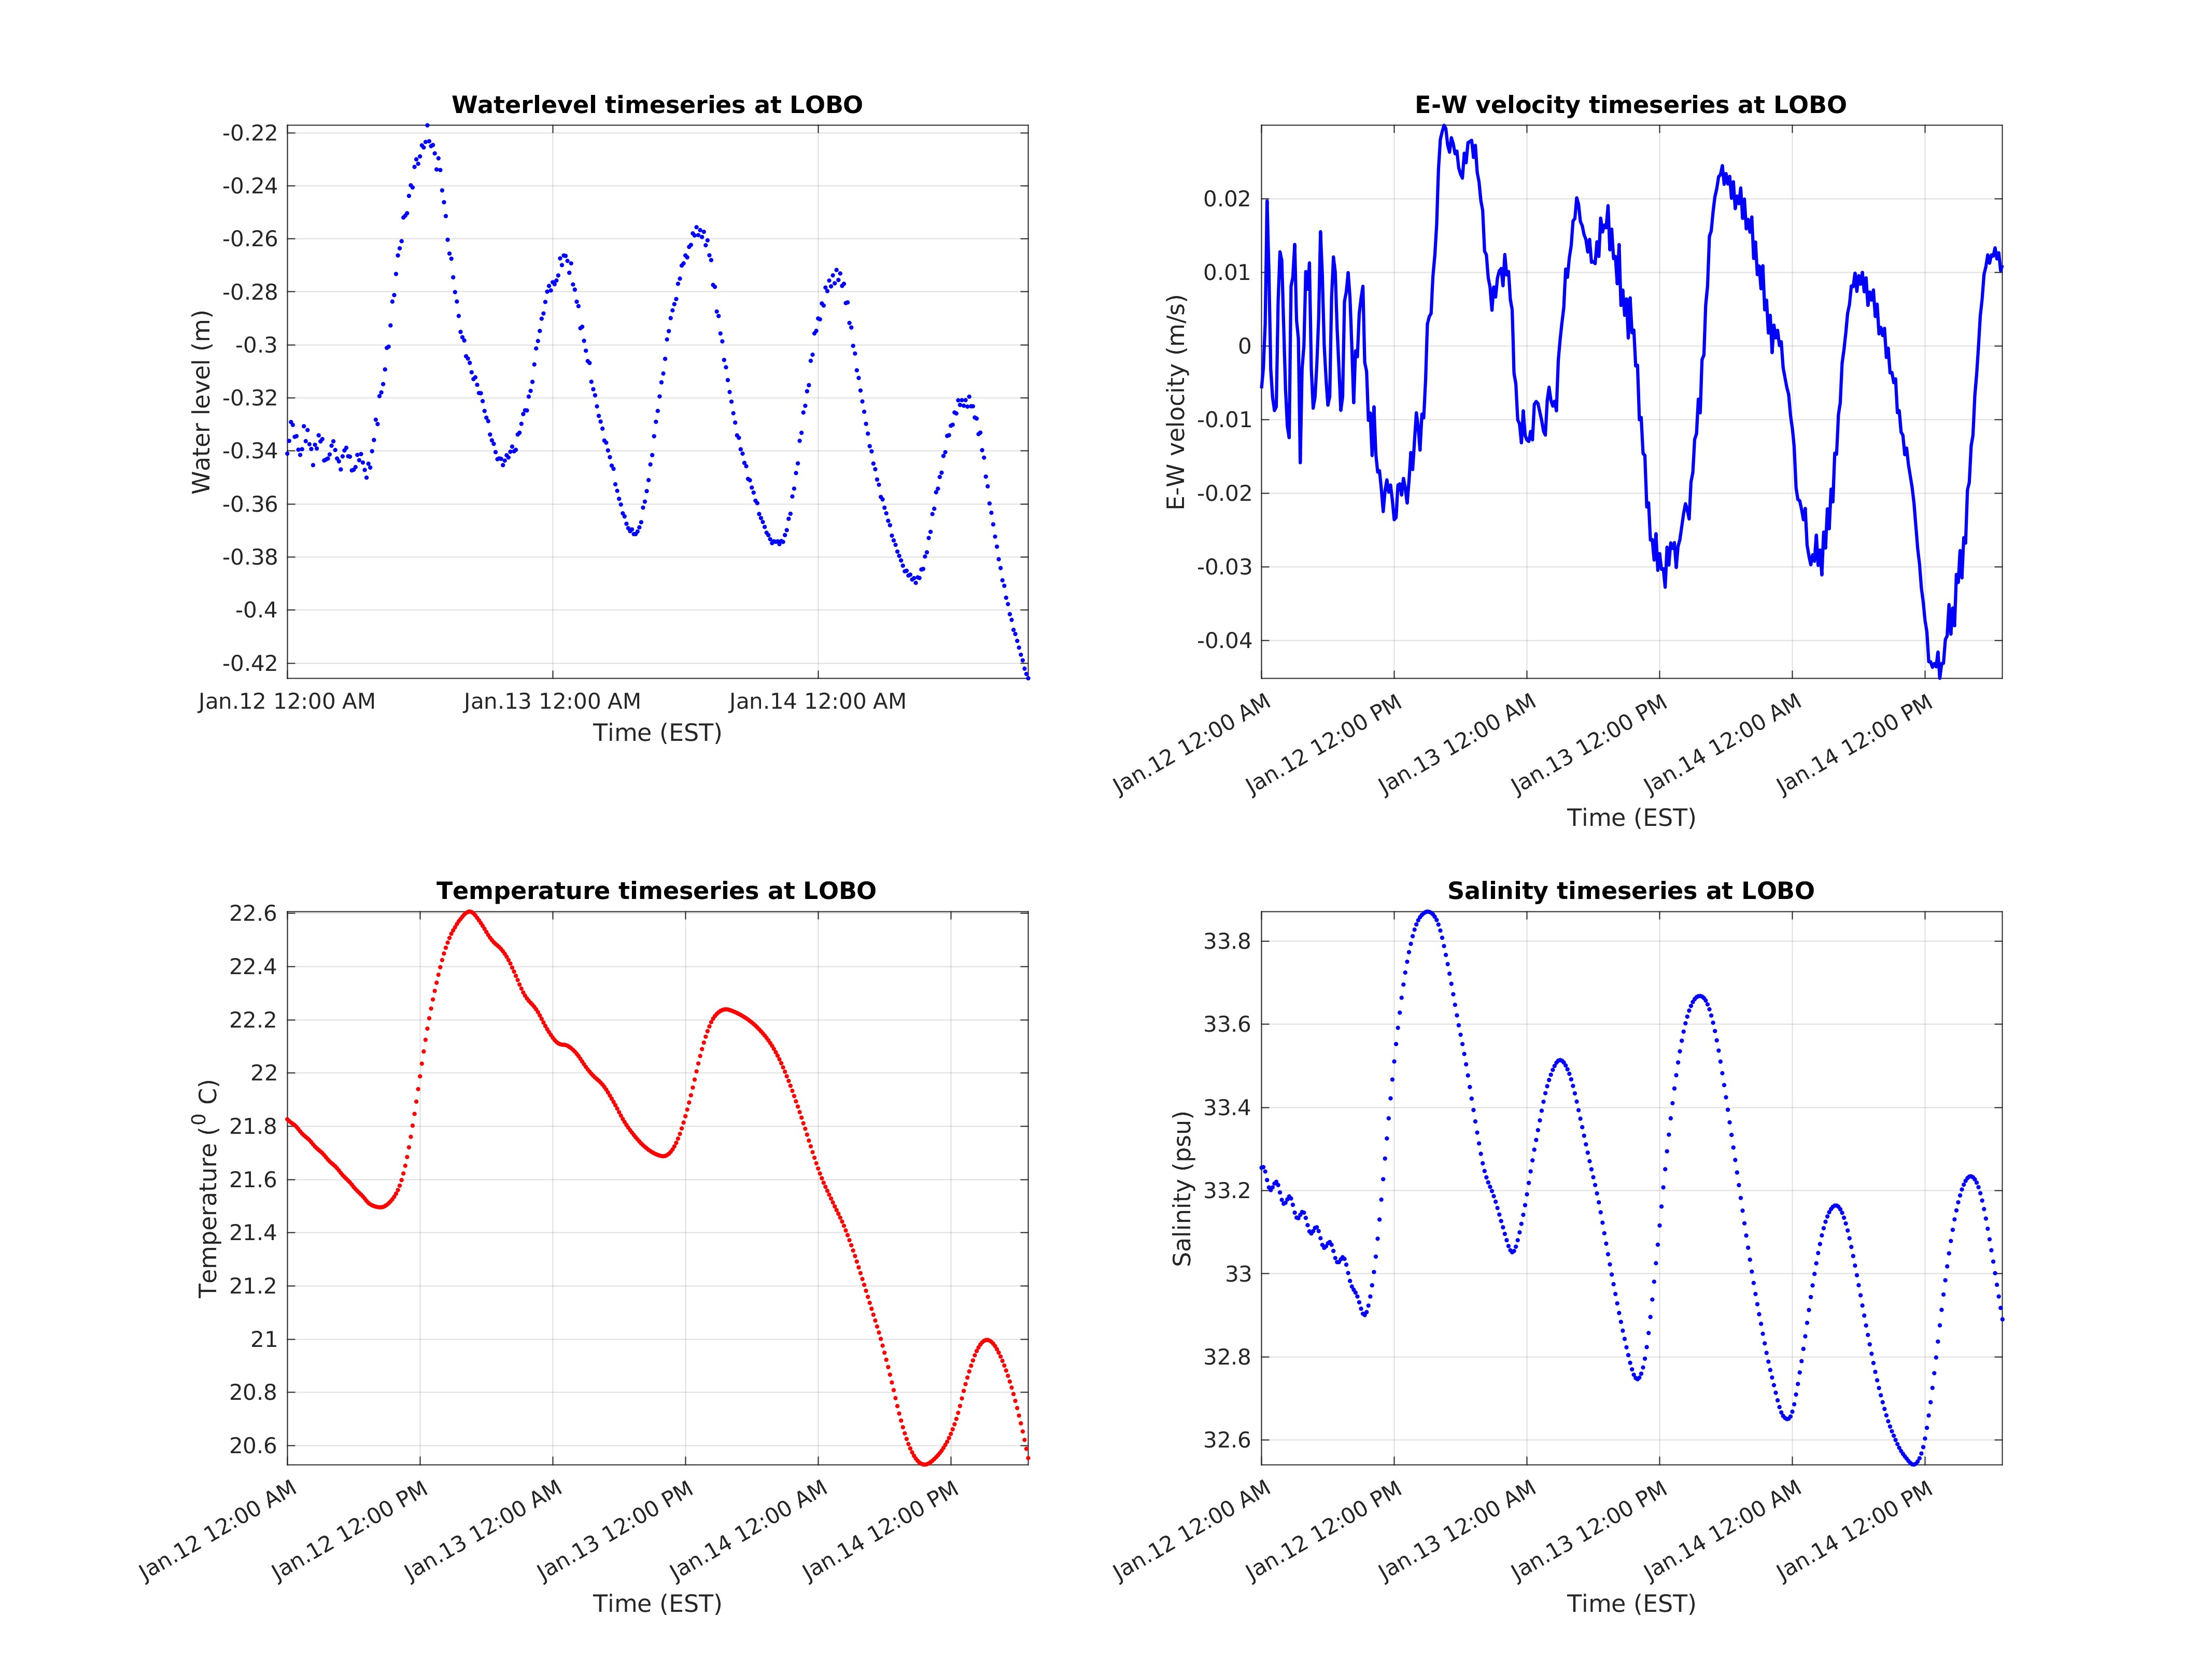 Waterlevel timeseries at LOBO
-0.22
-0.24
-0.26
-0.28
-0.3
-0.32
-0.34
-0.36
-0.38
-0.4
-0.42
Water level (m)
Jan.12 12:00 AM
Jan.13 12:00 AM
Jan.14 12:00 AM
Time (EST)
E-W velocity timeseries at LOBO
0.02
0.01
0
-0.01
-0.02
-0.03
-0.04
E-W velocity (m/s)
Jan.12 12:00 AM
Jan.12 12:00 PM
Jan.13 12:00 AM
Jan.13 12:00 PM
Jan.14 12:00 AM
Jan.14 12:00 PM
Time (EST)
Temperature timeseries at LOBO
22.6
22.4
22.2
22
21.8
21.6
21.4
21.2
21
20.8
20.6
Temperature (⁰ C)
Jan.12 12:00 AM
Jan.12 12:00 PM
Jan.13 12:00 AM
Jan.13 12:00 PM
Jan.14 12:00 AM
Jan.14 12:00 PM
Time (EST)
Salinity timeseries at LOBO
33.8
33.6
33.4
33.2
33
32.8
32.6
Salinity (psu)
Jan.12 12:00 AM
Jan.12 12:00 PM
Jan.13 12:00 AM
Jan.13 12:00 PM
Jan.14 12:00 AM
Jan.14 12:00 PM
Time (EST)